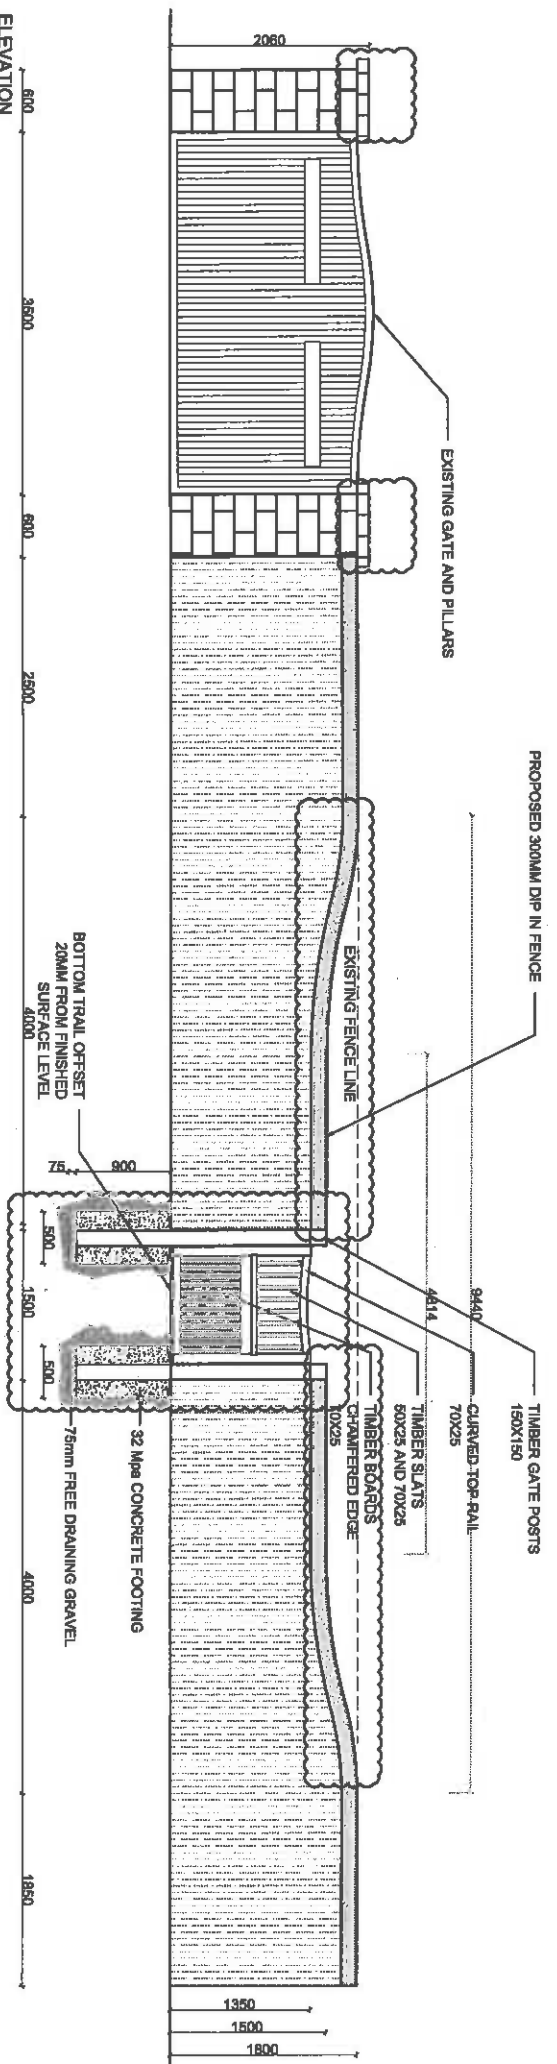 PROPOSED 300MM DIP IN FENCE
9440
4814
TIMBER GATE POSTS
150X150
CURVED TOP RAIL
70X25
TIMBER SLATS
50X25 AND 70X25
TIMBER BOARDS
CHAMFERED EDGE
70X25
EXISTING GATE AND PILLARS
EXISTING FENCE LINE
2060
1350
1500
1800
900
75
500
500
32 Mpa CONCRETE FOOTING
75mm FREE DRAINING GRAVEL
BOTTOM TRAIL OFFSET
20MM FROM FINISHED
SURFACE LEVEL
600
3500
600
2500
4000
1500
4000
1850
ELEVATION